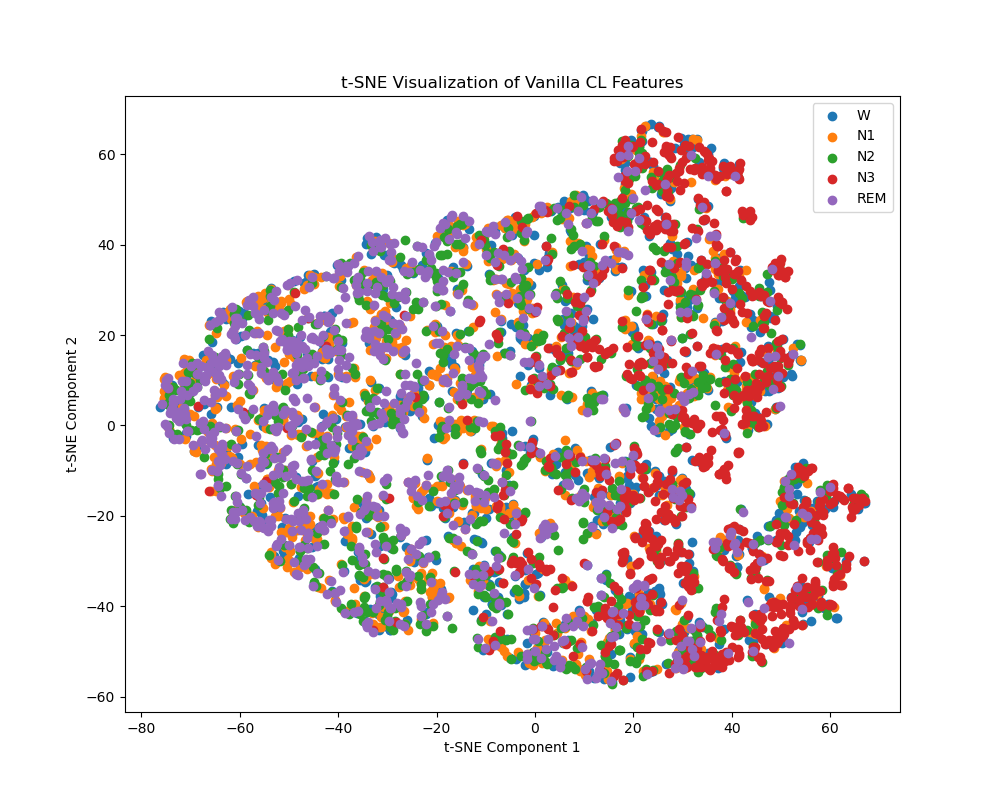 t-SNE Visualization of Vanilla CL Features
W
N1
N2
N3
REM
60
40
20
0
−20
−40
−60
t-SNE Component 2
−80 −60 −40 −20 0 20 40 60
t-SNE Component 1